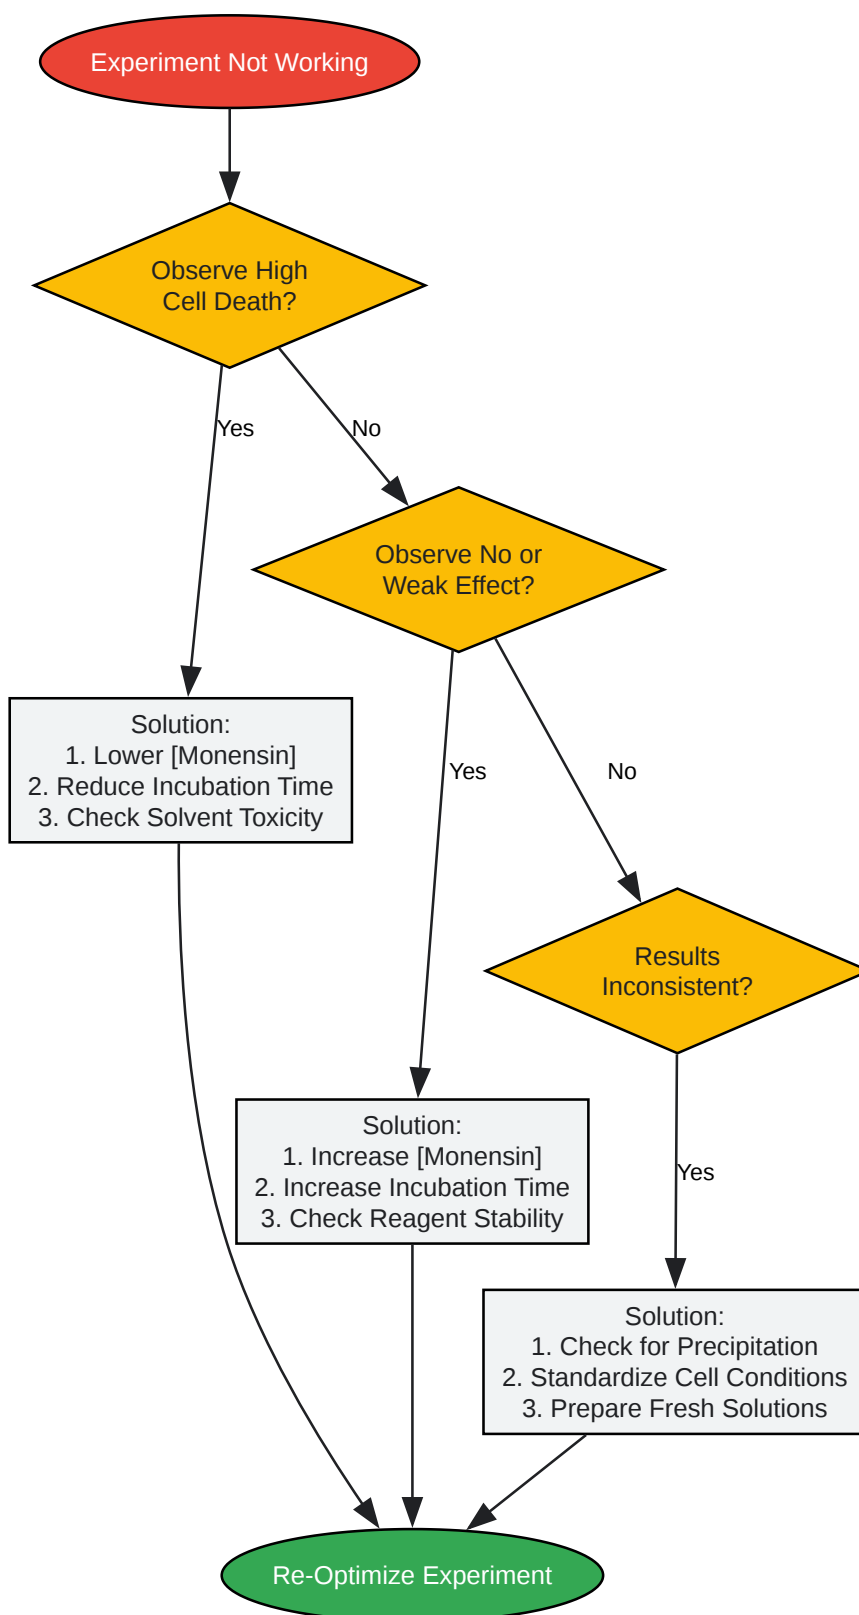 Experiment Not Working
Observe High
Cell Death?
Yes
No
Observe No or
Weak Effect?
Solution:
1. Lower [Monensin]
2. Reduce Incubation Time
3. Check Solvent Toxicity
Yes
No
Results
Inconsistent?
Solution:
1. Increase [Monensin]
2. Increase Incubation Time
3. Check Reagent Stability
Yes
Solution:
1. Check for Precipitation
2. Standardize Cell Conditions
3. Prepare Fresh Solutions
Re-Optimize Experiment